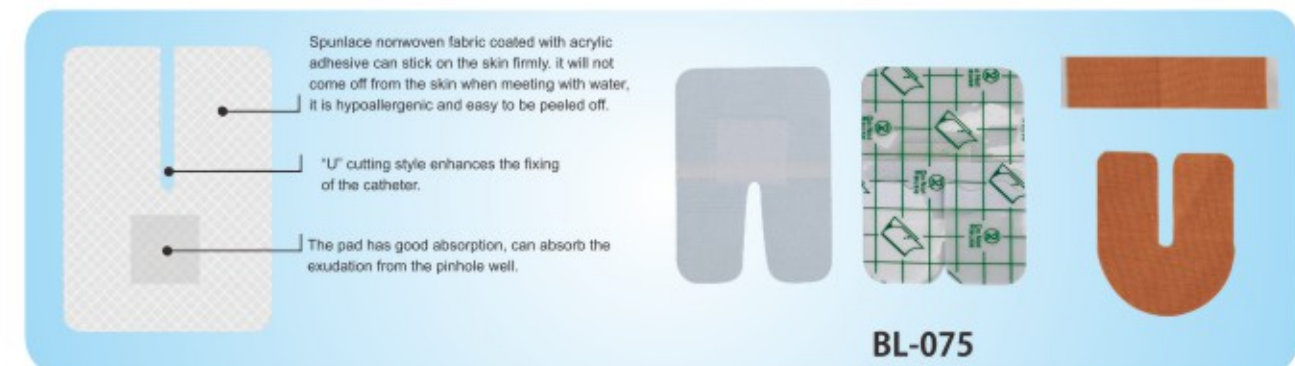 Spunlace nonwoven fabric coated with acrylic
adhesive can stick on the skin firmly. it will not
come off from the skin when meeting with water,
it is hypoallergenic and easy to be peeled off.
"U" cutting style enhances the fixing
of the catheter.
The pad has good absorption, can absorb the
exudation from the pinhole well.
BL-075